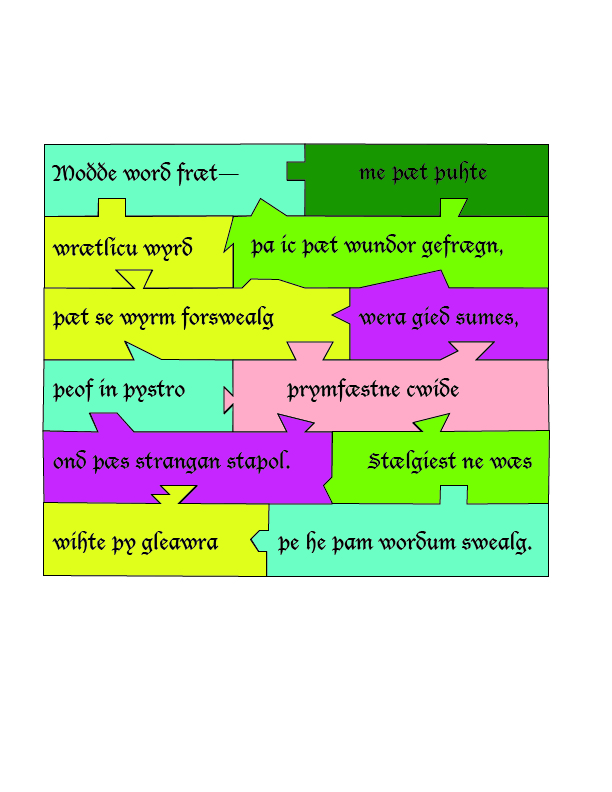 Moððe word fræt— me þæt þuhte
wrætlicu wyrd þa ic þæt wundor gefrægn,
þæt se wyrm forswealg wera gied sumes,
þeof in þystro þrymfæstne cwide
ond þæs strangan stapol. Stælgiest ne wæs
wihte þy gleawra þe he þam wordum swealg.